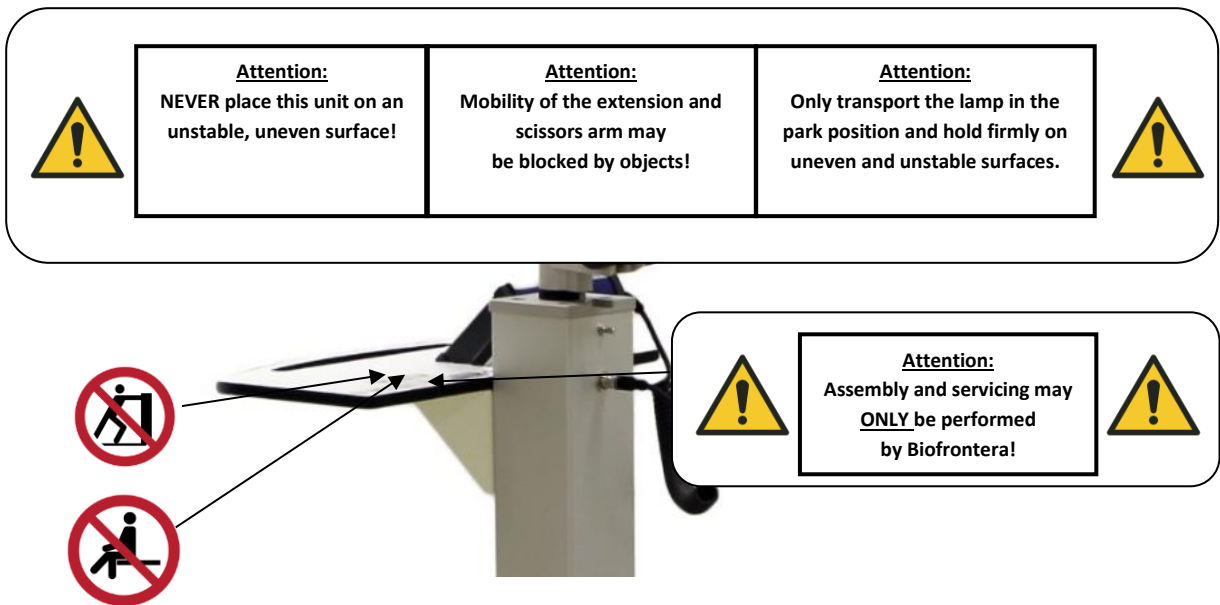 Attention:
NEVER place this unit on an
unstable, uneven surface!
Attention:
Mobility of the extension and
scissors arm may
be blocked by objects!
Attention:
Only transport the lamp in the
park position and hold firmly on
uneven and unstable surfaces.
Attention:
Assembly and servicing may
ONLY be performed
by Biofrontera!